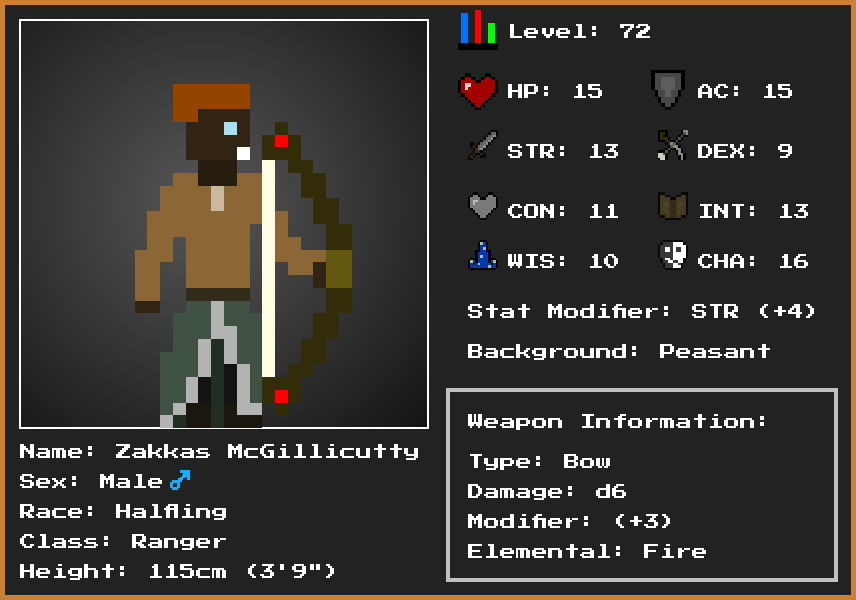 Level: 72
HP: 15
AC: 15
STR: 13
DEX: 9
CON: 11
INT: 13
WIS: 10
CHA: 16
Stat Modifier: STR (+4)
Background: Peasant
Weapon Information:
Type: Bow
Damage: d6
Modifier: (+3)
Elemental: Fire
Name: Zakkas McGillicutty
Sex: Male ♂
Race: Halfling
Class: Ranger
Height: 115cm (3'9")